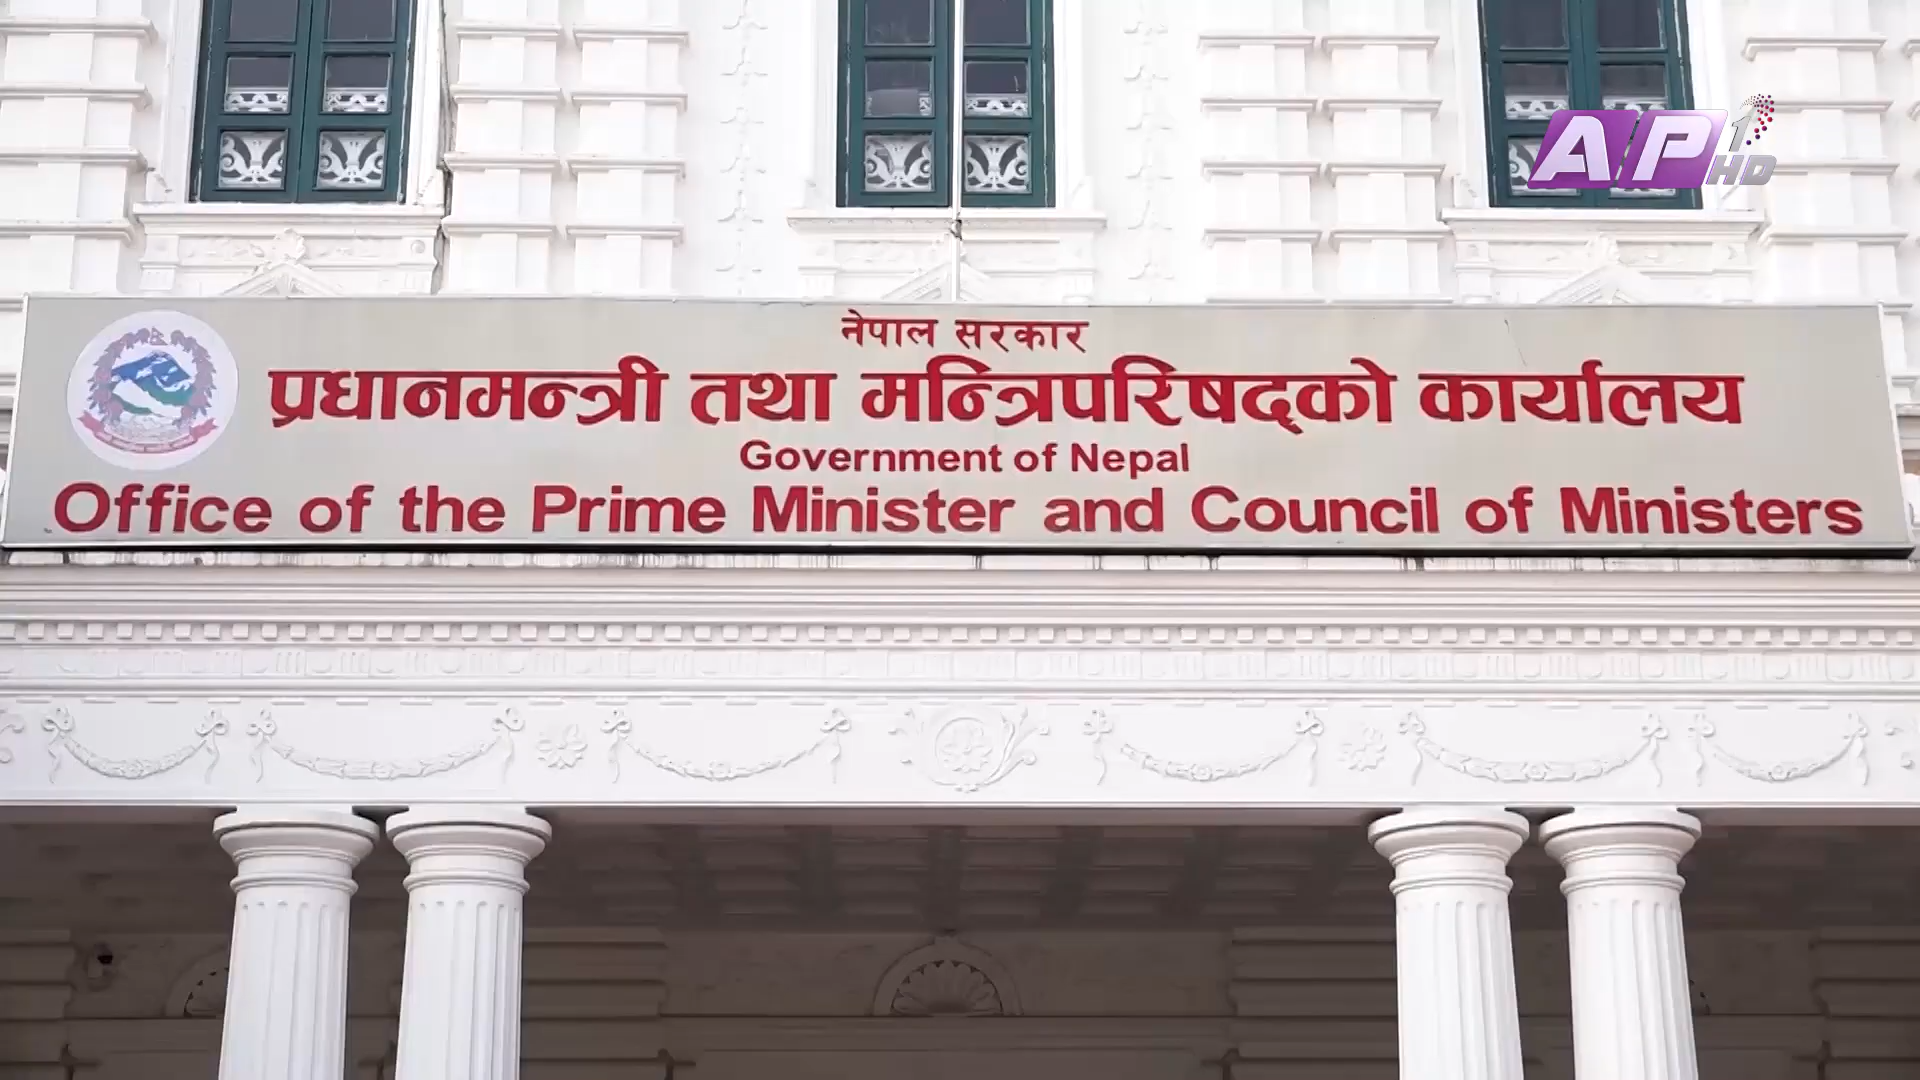 AP1 HD
नेपाल सरकार
प्रधानमन्त्री तथा मन्त्रिपरिषद्को कार्यालय
Government of Nepal
Office of the Prime Minister and Council of Ministers